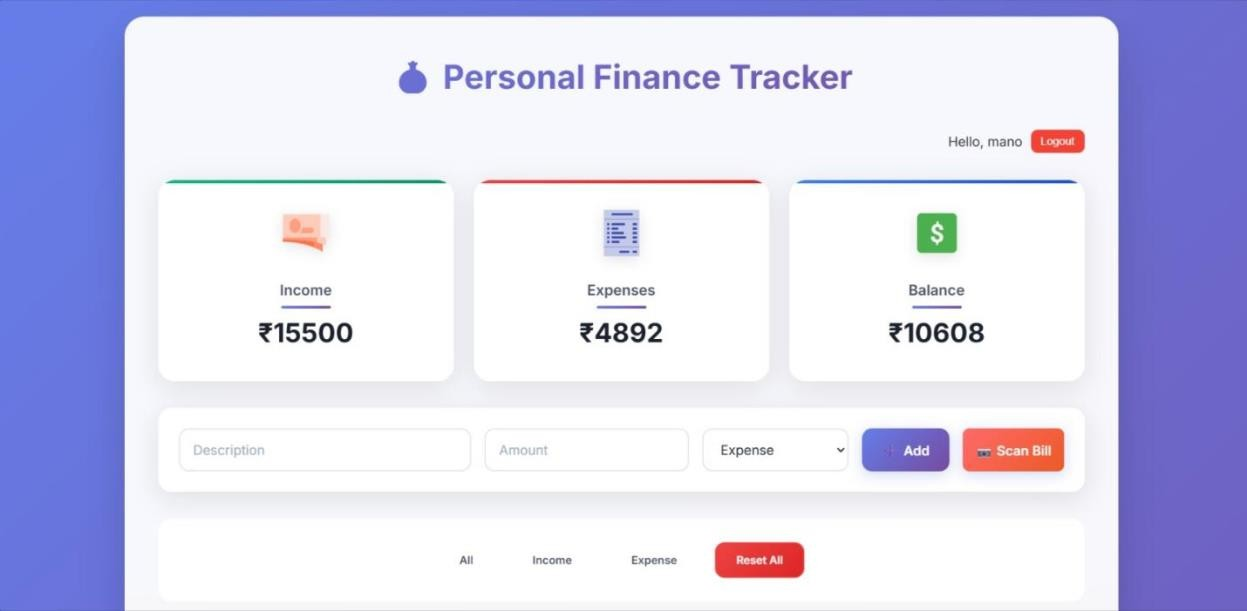 Personal Finance Tracker
Hello, mano Logout
Income Expenses Balance
₹15500 ₹4892 ₹10608
Description Amount Expense Add Scan Bill
All Income Expense Reset All